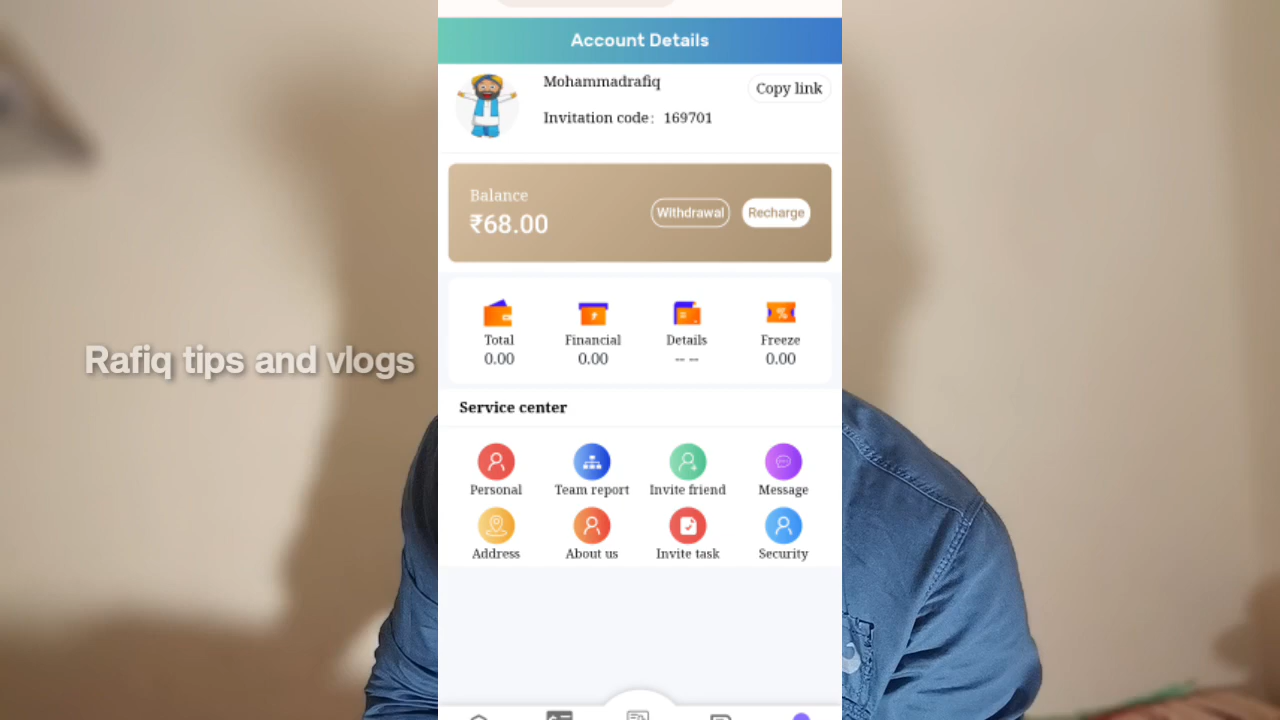 Account Details
Mohammadrafiq
Copy link
Invitation code: 169701
Balance
₹68.00
Withdrawal
Recharge
Total
Financial
Details
Freeze
0.00
0.00
-- --
0.00
Rafiq tips and vlogs
Service center
Personal
Team report
Invite friend
Message
Address
About us
Invite task
Security